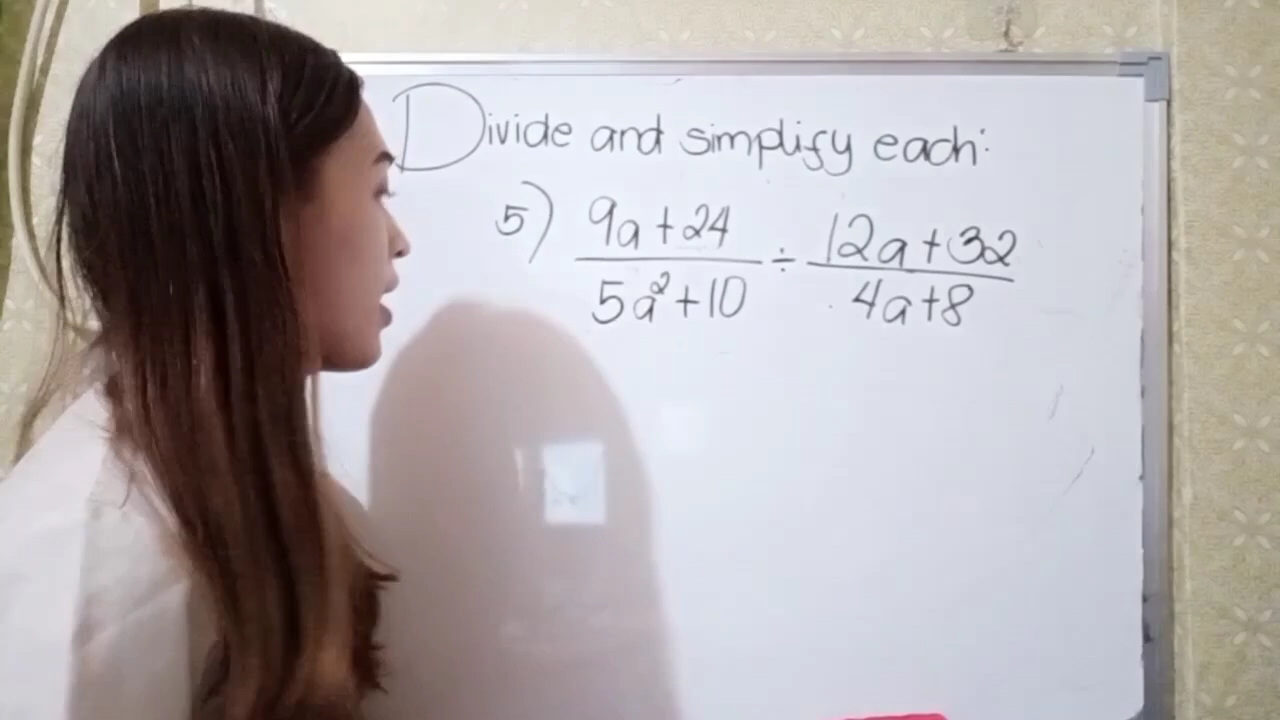 Divide and simplify each:
5) 9a+24 / 5a²+10 ÷ 12a+32 / 4a+8